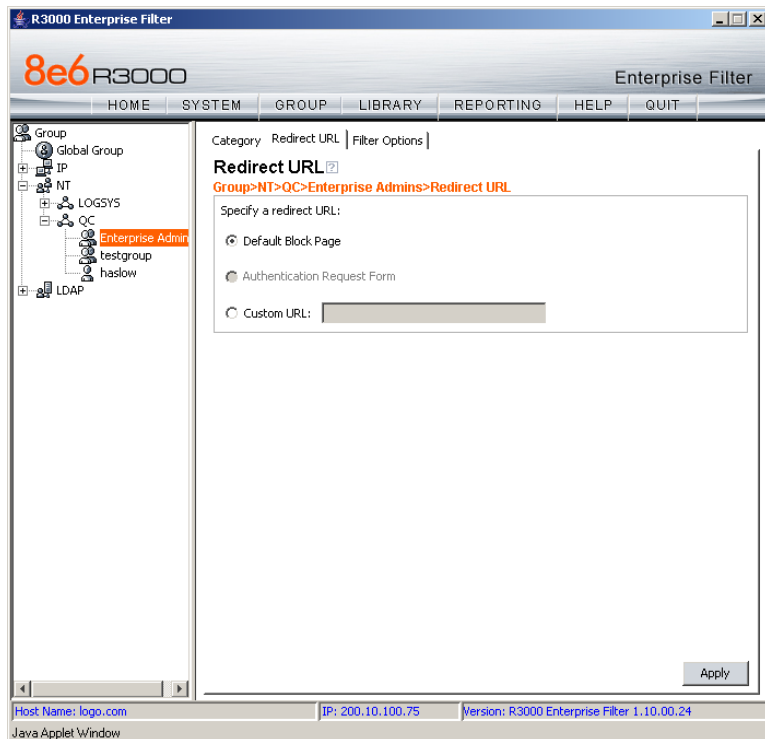 R3000 Enterprise Filter
8e6 R3000
Enterprise Filter
HOME SYSTEM GROUP LIBRARY REPORTING HELP QUIT
Group
Global Group
IP
NT
LOGSYS
QC
Enterprise Admin
testgroup
haslow
LDAP
Category Redirect URL Filter Options
Redirect URL ?
Group>NT>QC>Enterprise Admins>Redirect URL
Specify a redirect URL:
Default Block Page
Authentication Request Form
Custom URL:
Apply
Host Name: logo.com IP: 200.10.100.75 Version: R3000 Enterprise Filter 1.10.00.24
Java Applet Window